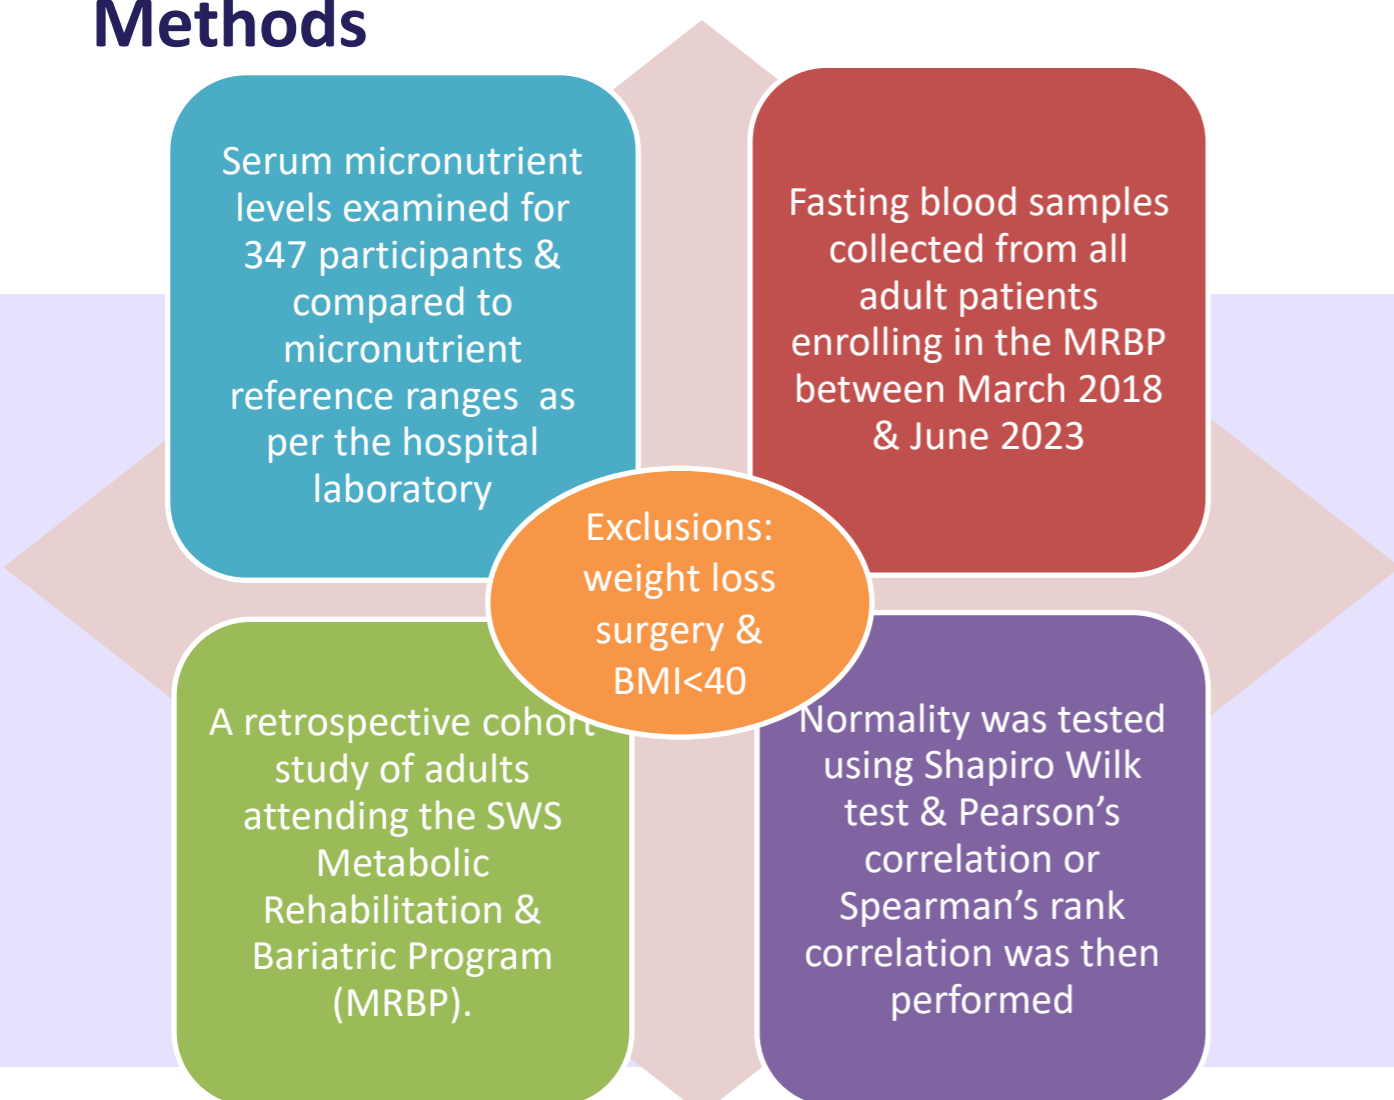 Methods
Serum micronutrient
levels examined for
347 participants &
compared to
micronutrient
reference ranges as
per the hospital
laboratory
Fasting blood samples
collected from all
adult patients
enrolling in the MRBP
between March 2018
& June 2023
Exclusions:
weight loss
surgery &
BMI<40
A retrospective cohort
study of adults
attending the SWS
Metabolic
Rehabilitation &
Bariatric Program
(MRBP).
Normality was tested
using Shapiro Wilk
test & Pearson’s
correlation or
Spearman’s rank
correlation was then
performed